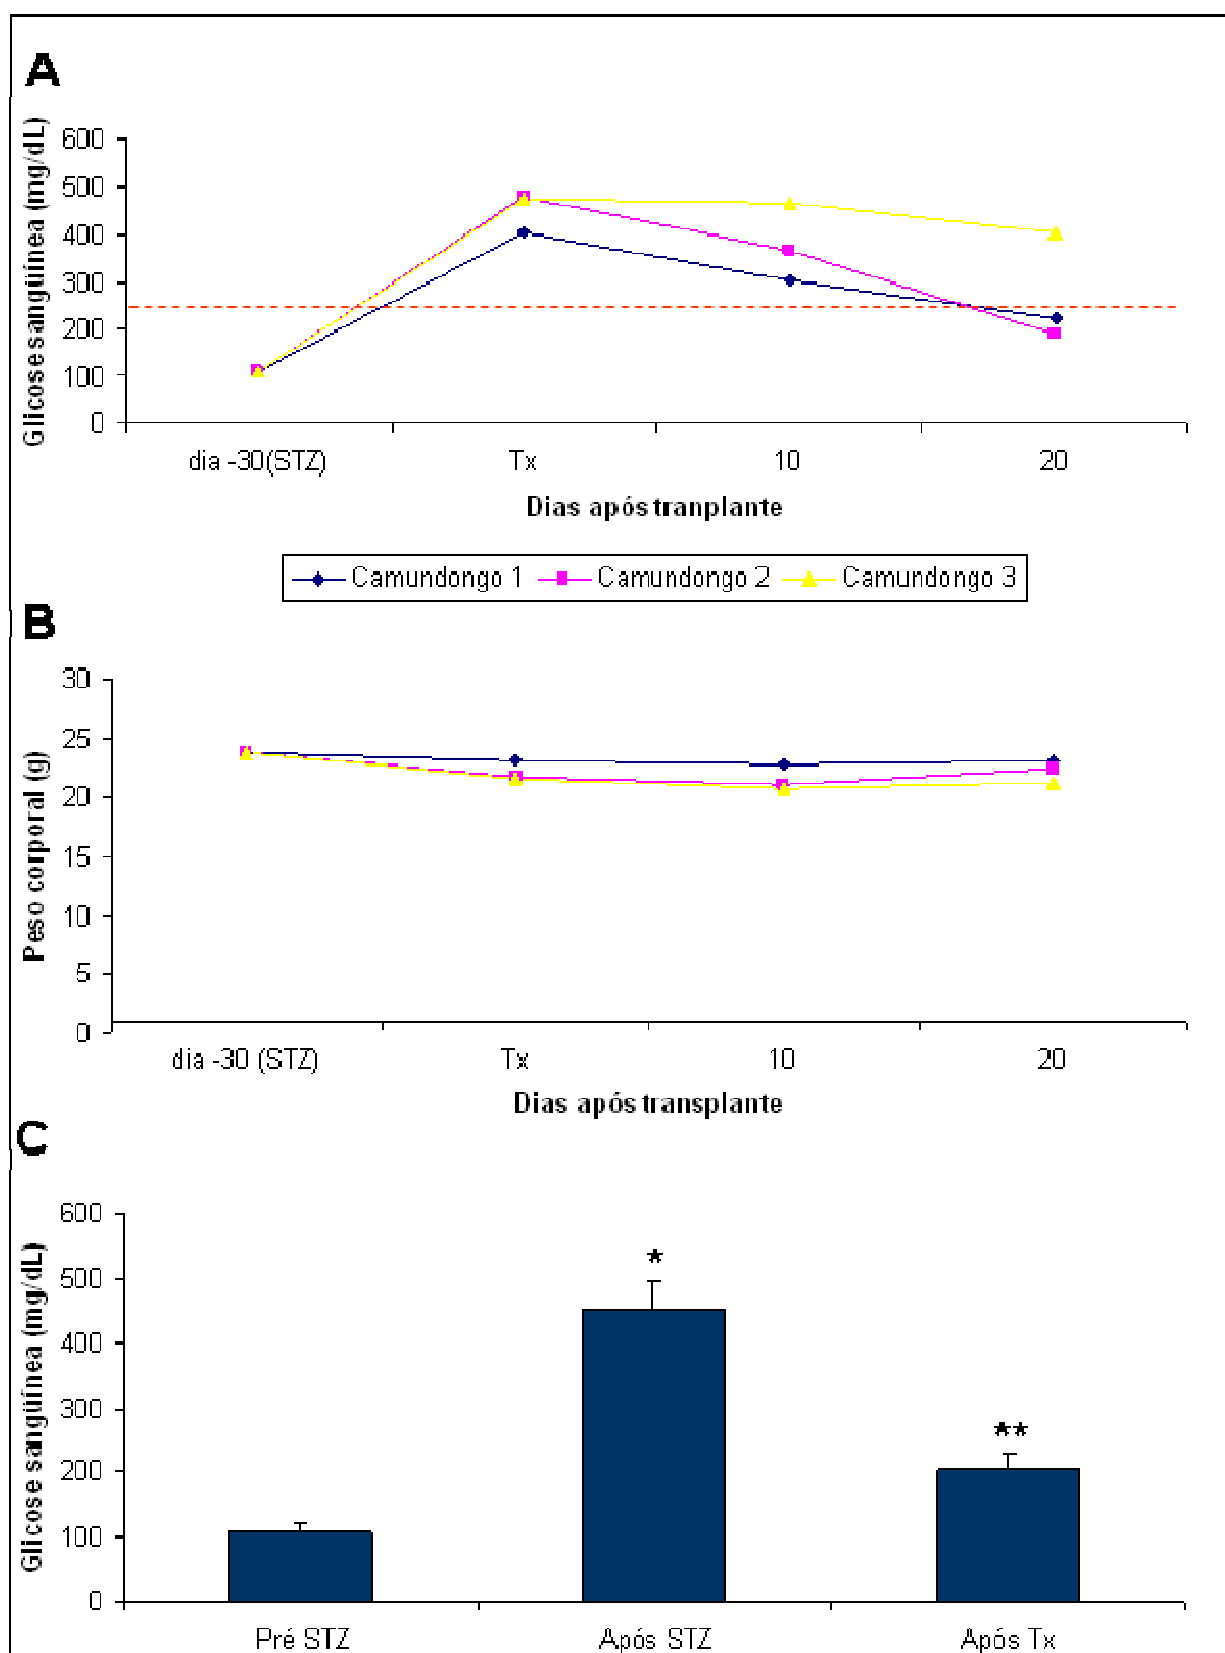 A
Glicose sangüínea (mg/dL)
600
500
400
300
200
100
0
dia -30(STZ) Tx 10 20
Dias após tranplante
Camundongo 1 Camundongo 2 Camundongo 3
B
Peso corporal (g)
30
25
20
15
10
5
0
dia -30 (STZ) Tx 10 20
Dias após transplante
C
Glicose sangüínea (mg/dL)
600
500
400
300
200
100
0
*
**
Pré STZ Após STZ Após Tx